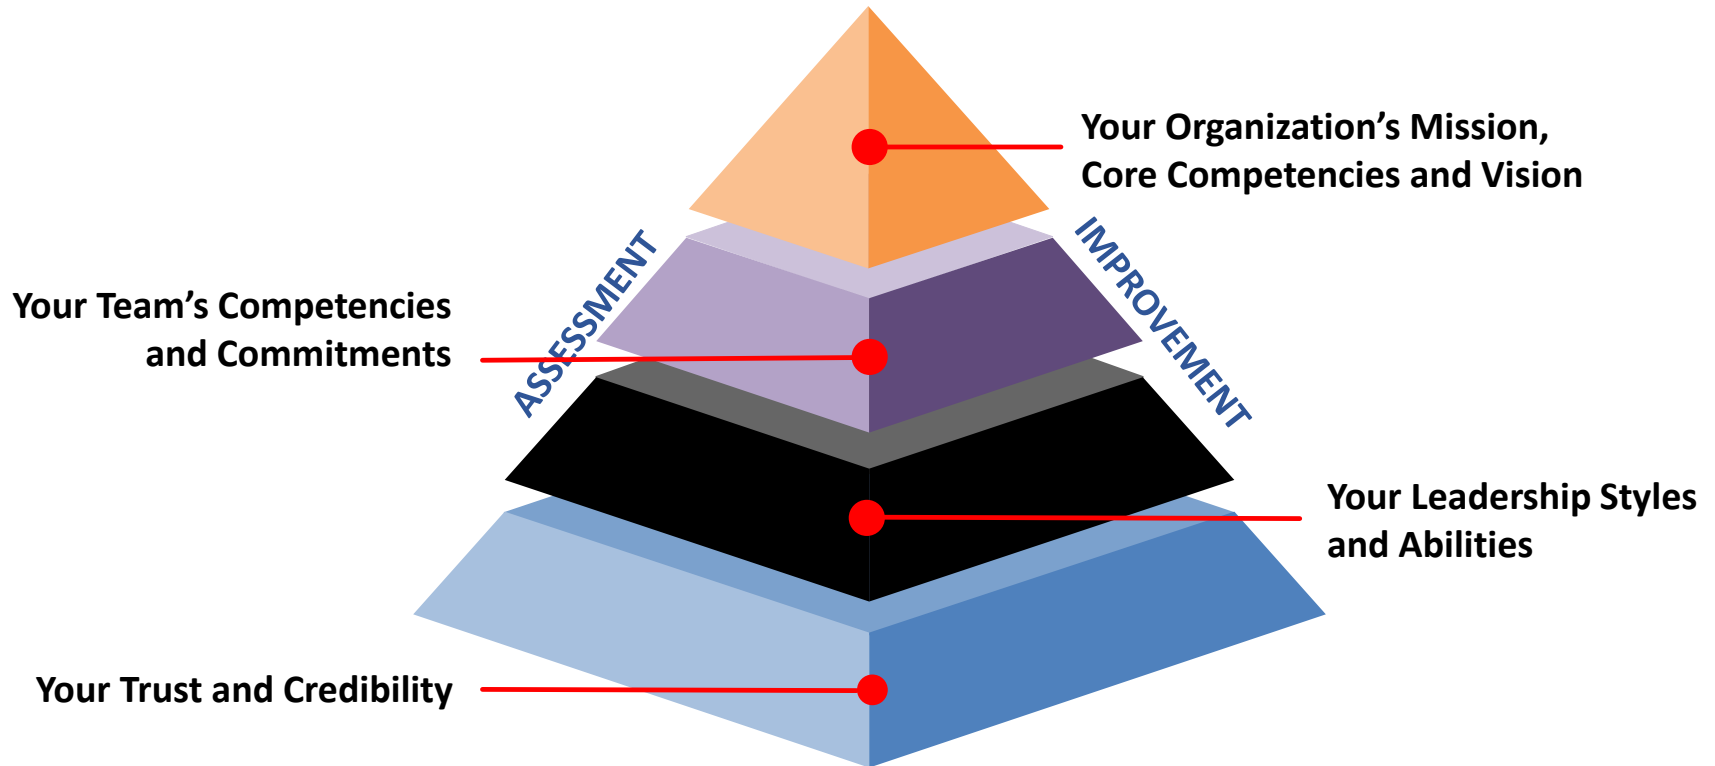 Your Organization’s Mission,
Core Competencies and Vision
ASSESSMENT
IMPROVEMENT
Your Team’s Competencies
and Commitments
Your Leadership Styles
and Abilities
Your Trust and Credibility